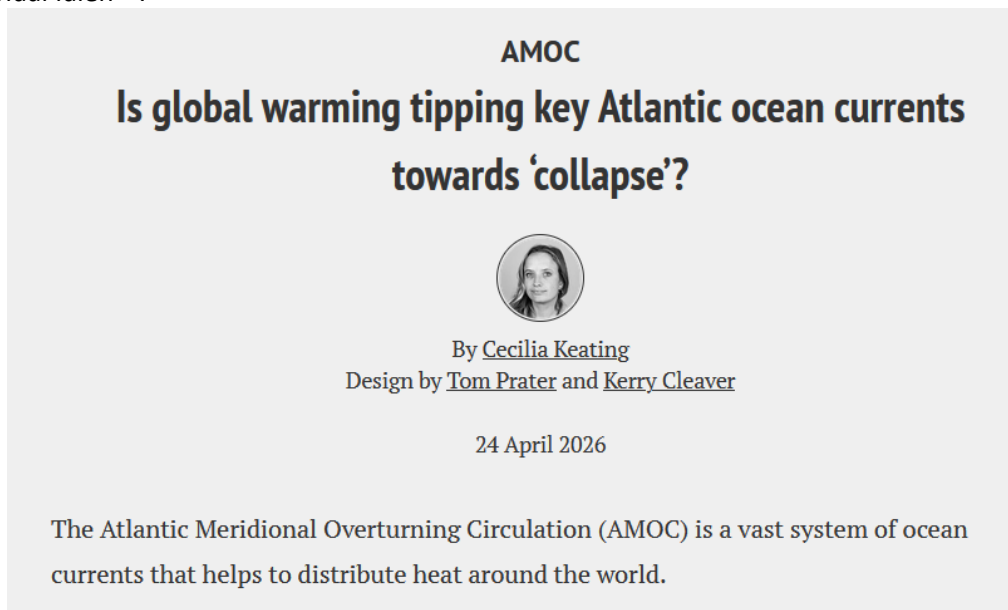 AMOC
Is global warming tipping key Atlantic ocean currents
towards ‘collapse’?
By Cecilia Keating
Design by Tom Prater and Kerry Cleaver
24 April 2026
The Atlantic Meridional Overturning Circulation (AMOC) is a vast system of ocean
currents that helps to distribute heat around the world.